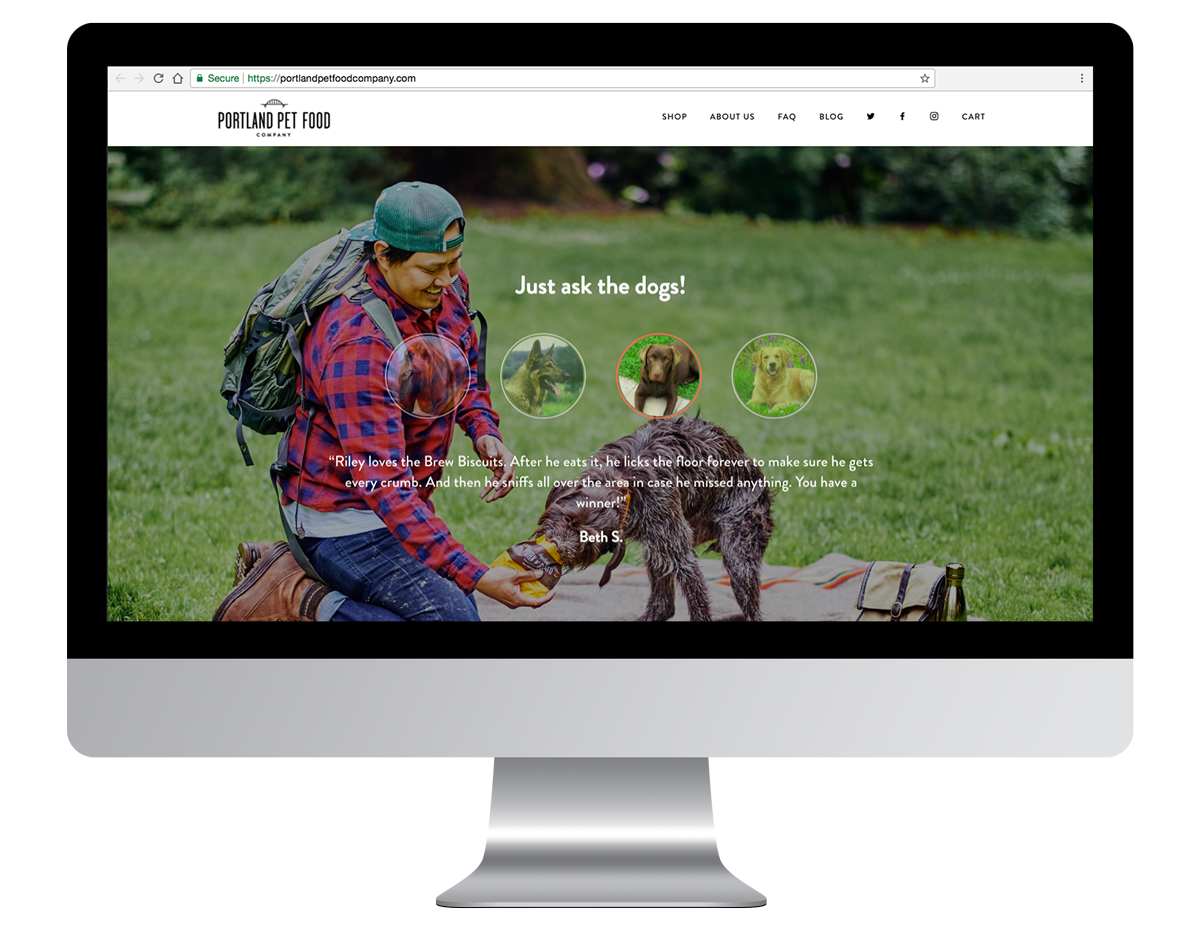 Secure | https://portlandpetfoodcompany.com
PORTLAND PET FOOD
COMPANY
SHOP ABOUT US FAQ BLOG CART
Just ask the dogs!
“Riley loves the Brew Biscuits. After he eats it, he licks the floor forever to make sure he gets
every crumb. And then he sniffs all over the area in case he missed anything. You have a
winner!”
Beth S.